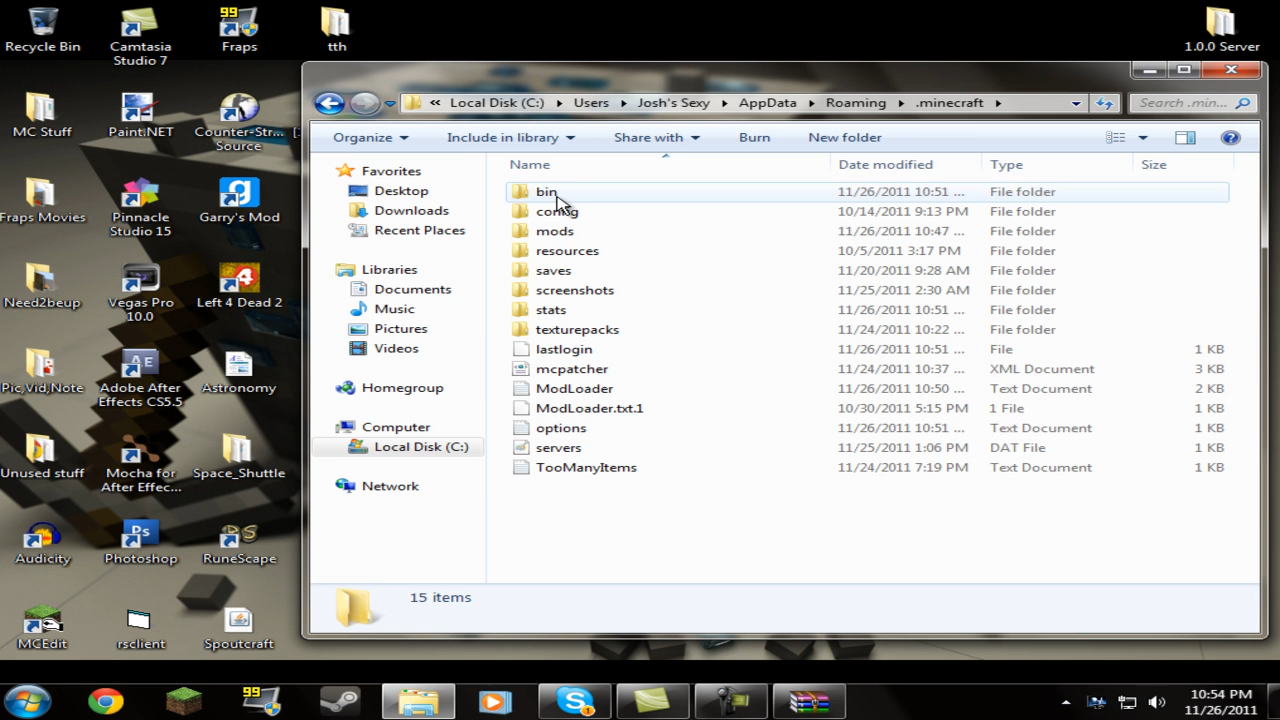 Recycle Bin
Camtasia Studio 7
99
Fraps
tth
1.0.0 Server
MC Stuff
Paint.NET
Counter-Str... Source
Fraps Movies
Pinnacle Studio 15
Garry's Mod
Need2beup
Vegas Pro 10.0
Left 4 Dead 2
Pic,Vid,Note
Adobe After Effects CS5.5
Astronomy
Unused stuff
Mocha for After Effec...
Space_Shuttle
Audicity
Photoshop
RuneScape
MCEdit
rsclient
Spoutcraft
« Local Disk (C:) Users Josh's Sexy AppData Roaming .minecraft
Search .min...
Organize Include in library Share with Burn New folder
Favorites
Desktop
Downloads
Recent Places
Libraries
Documents
Music
Pictures
Videos
Homegroup
Computer
Local Disk (C:)
Network
Name Date modified Type Size
bin 11/26/2011 10:51 ... File folder
config 10/14/2011 9:13 PM File folder
mods 11/26/2011 10:47 ... File folder
resources 10/5/2011 3:17 PM File folder
saves 11/20/2011 9:28 AM File folder
screenshots 11/25/2011 2:30 AM File folder
stats 11/26/2011 10:51 ... File folder
texturepacks 11/24/2011 10:22 ... File folder
lastlogin 11/26/2011 10:51 ... File 1 KB
mcpatcher 11/24/2011 10:37 ... XML Document 3 KB
ModLoader 11/26/2011 10:50 ... Text Document 2 KB
ModLoader.txt.1 10/30/2011 5:15 PM 1 File 1 KB
options 11/26/2011 10:51 ... Text Document 1 KB
servers 11/25/2011 1:06 PM DAT File 1 KB
TooManyItems 11/24/2011 7:19 PM Text Document 1 KB
15 items
99
10:54 PM
11/26/2011